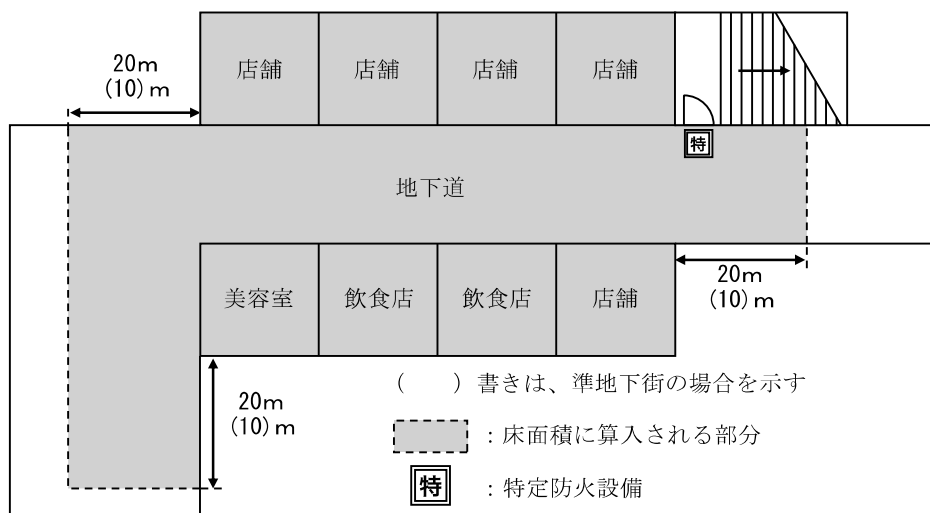 20m
(10)m
店舗
店舗
店舗
店舗
特
地下道
美容室
飲食店
飲食店
店舗
20m
(10)m
20m
(10)m
(　　)書きは、準地下街の場合を示す
:床面積に算入される部分
特
:特定防火設備